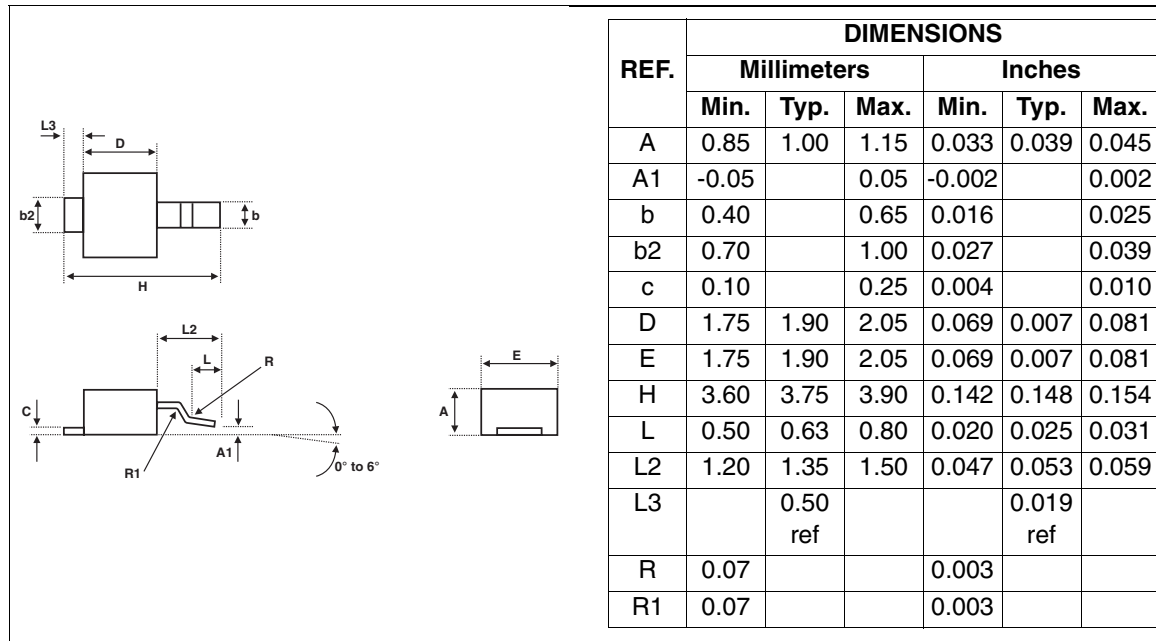 L3
D
b2
b
H
L2
L
R
C
A1
R1
0° to 6°
E
A
DIMENSIONS
REF. Millimeters Inches
Min. Typ. Max. Min. Typ. Max.
A 0.85 1.00 1.15 0.033 0.039 0.045
A1 -0.05 0.05 -0.002 0.002
b 0.40 0.65 0.016 0.025
b2 0.70 1.00 0.027 0.039
c 0.10 0.25 0.004 0.010
D 1.75 1.90 2.05 0.069 0.007 0.081
E 1.75 1.90 2.05 0.069 0.007 0.081
H 3.60 3.75 3.90 0.142 0.148 0.154
L 0.50 0.63 0.80 0.020 0.025 0.031
L2 1.20 1.35 1.50 0.047 0.053 0.059
L3 0.50 0.019
ref ref
R 0.07 0.003
R1 0.07 0.003